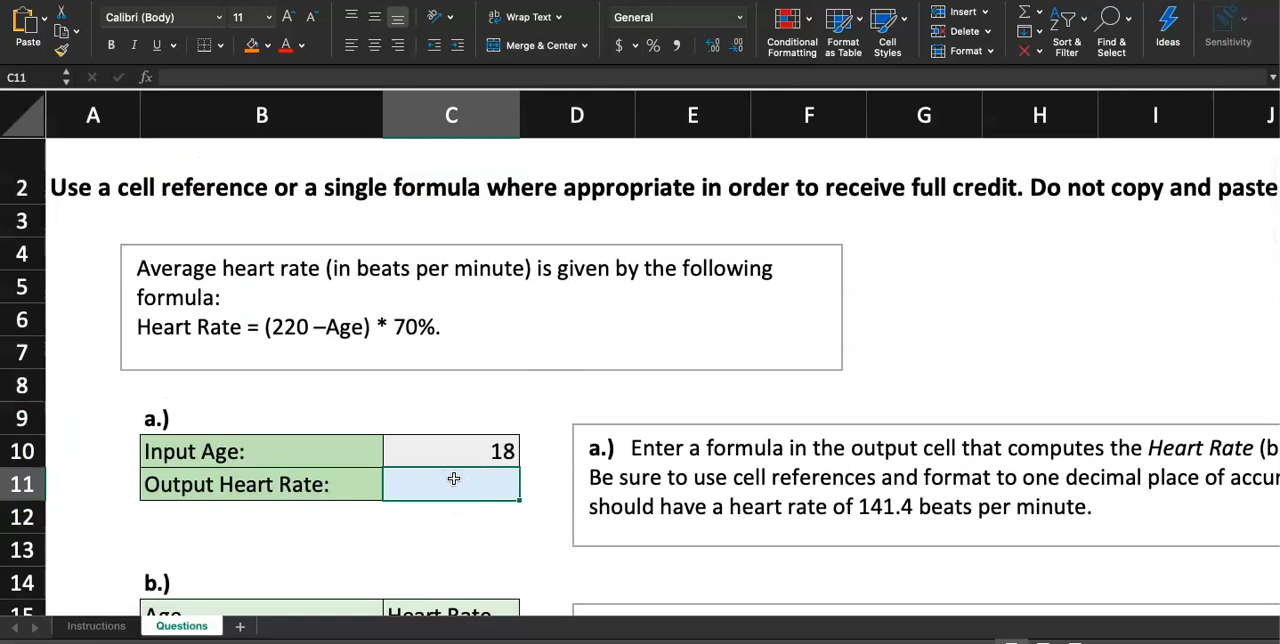 Calibri (Body) 11 A^ A˅ Wrap Text General Insert Σ
Paste B I U A Merge & Center $ % , Conditional Formatting Format as Table Cell Styles Delete Format Sort & Filter Find & Select Ideas Sensitivity
C11 fx
A B C D E F G H I J
2 Use a cell reference or a single formula where appropriate in order to receive full credit. Do not copy and paste
3
4 Average heart rate (in beats per minute) is given by the following
5 formula:
6 Heart Rate = (220 –Age) * 70%.
7
8
9 a.)
10 Input Age: 18 a.) Enter a formula in the output cell that computes the Heart Rate (b
11 Output Heart Rate: Be sure to use cell references and format to one decimal place of accur
12 should have a heart rate of 141.4 beats per minute.
13
14 b.)
15 Age Heart Rate
Instructions Questions +